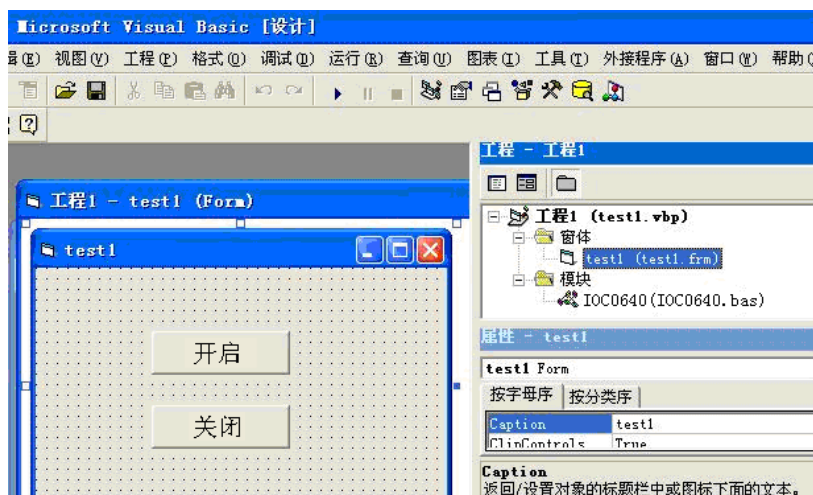 Microsoft Visual Basic [设计]
辑(E) 视图(V) 工程(P) 格式(O) 调试(D) 运行(R) 查询(U) 图表(I) 工具(T) 外接程序(A) 窗口(W) 帮助(
工程 - 工程1
工程1 - test1 (Form)
test1
开启
关闭
工程1 (test1.vbp)
窗体
test1 (test1.frm)
模块
IOC0640(IOC0640.bas)
属性 - test1
test1 Form
按字母序 按分类序
Caption test1
ClipControls True
Caption
返回/设置对象的标题栏中或图标下面的文本。